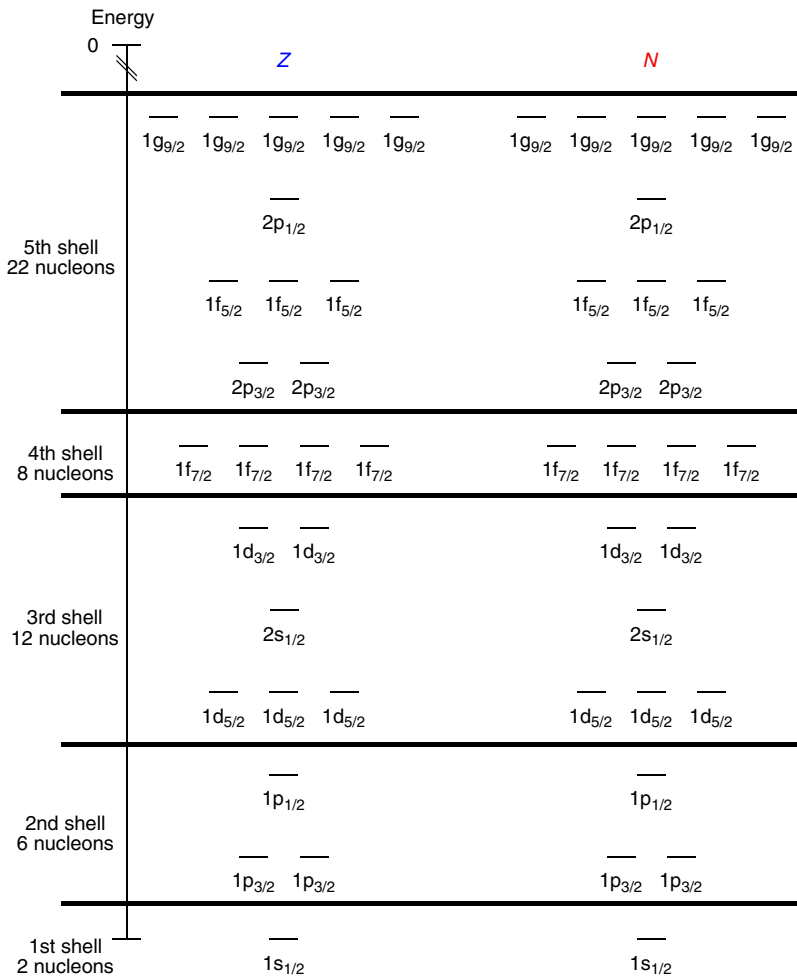 Energy
0
Z N
1g9/2 1g9/2 1g9/2 1g9/2 1g9/2 1g9/2 1g9/2 1g9/2 1g9/2 1g9/2
2p1/2 2p1/2
5th shell
22 nucleons
1f5/2 1f5/2 1f5/2 1f5/2 1f5/2 1f5/2
2p3/2 2p3/2 2p3/2 2p3/2
4th shell
8 nucleons
1f7/2 1f7/2 1f7/2 1f7/2 1f7/2 1f7/2 1f7/2 1f7/2
1d3/2 1d3/2 1d3/2 1d3/2
3rd shell
12 nucleons
2s1/2 2s1/2
1d5/2 1d5/2 1d5/2 1d5/2 1d5/2 1d5/2
1p1/2 1p1/2
2nd shell
6 nucleons
1p3/2 1p3/2 1p3/2 1p3/2
1st shell
2 nucleons
1s1/2 1s1/2